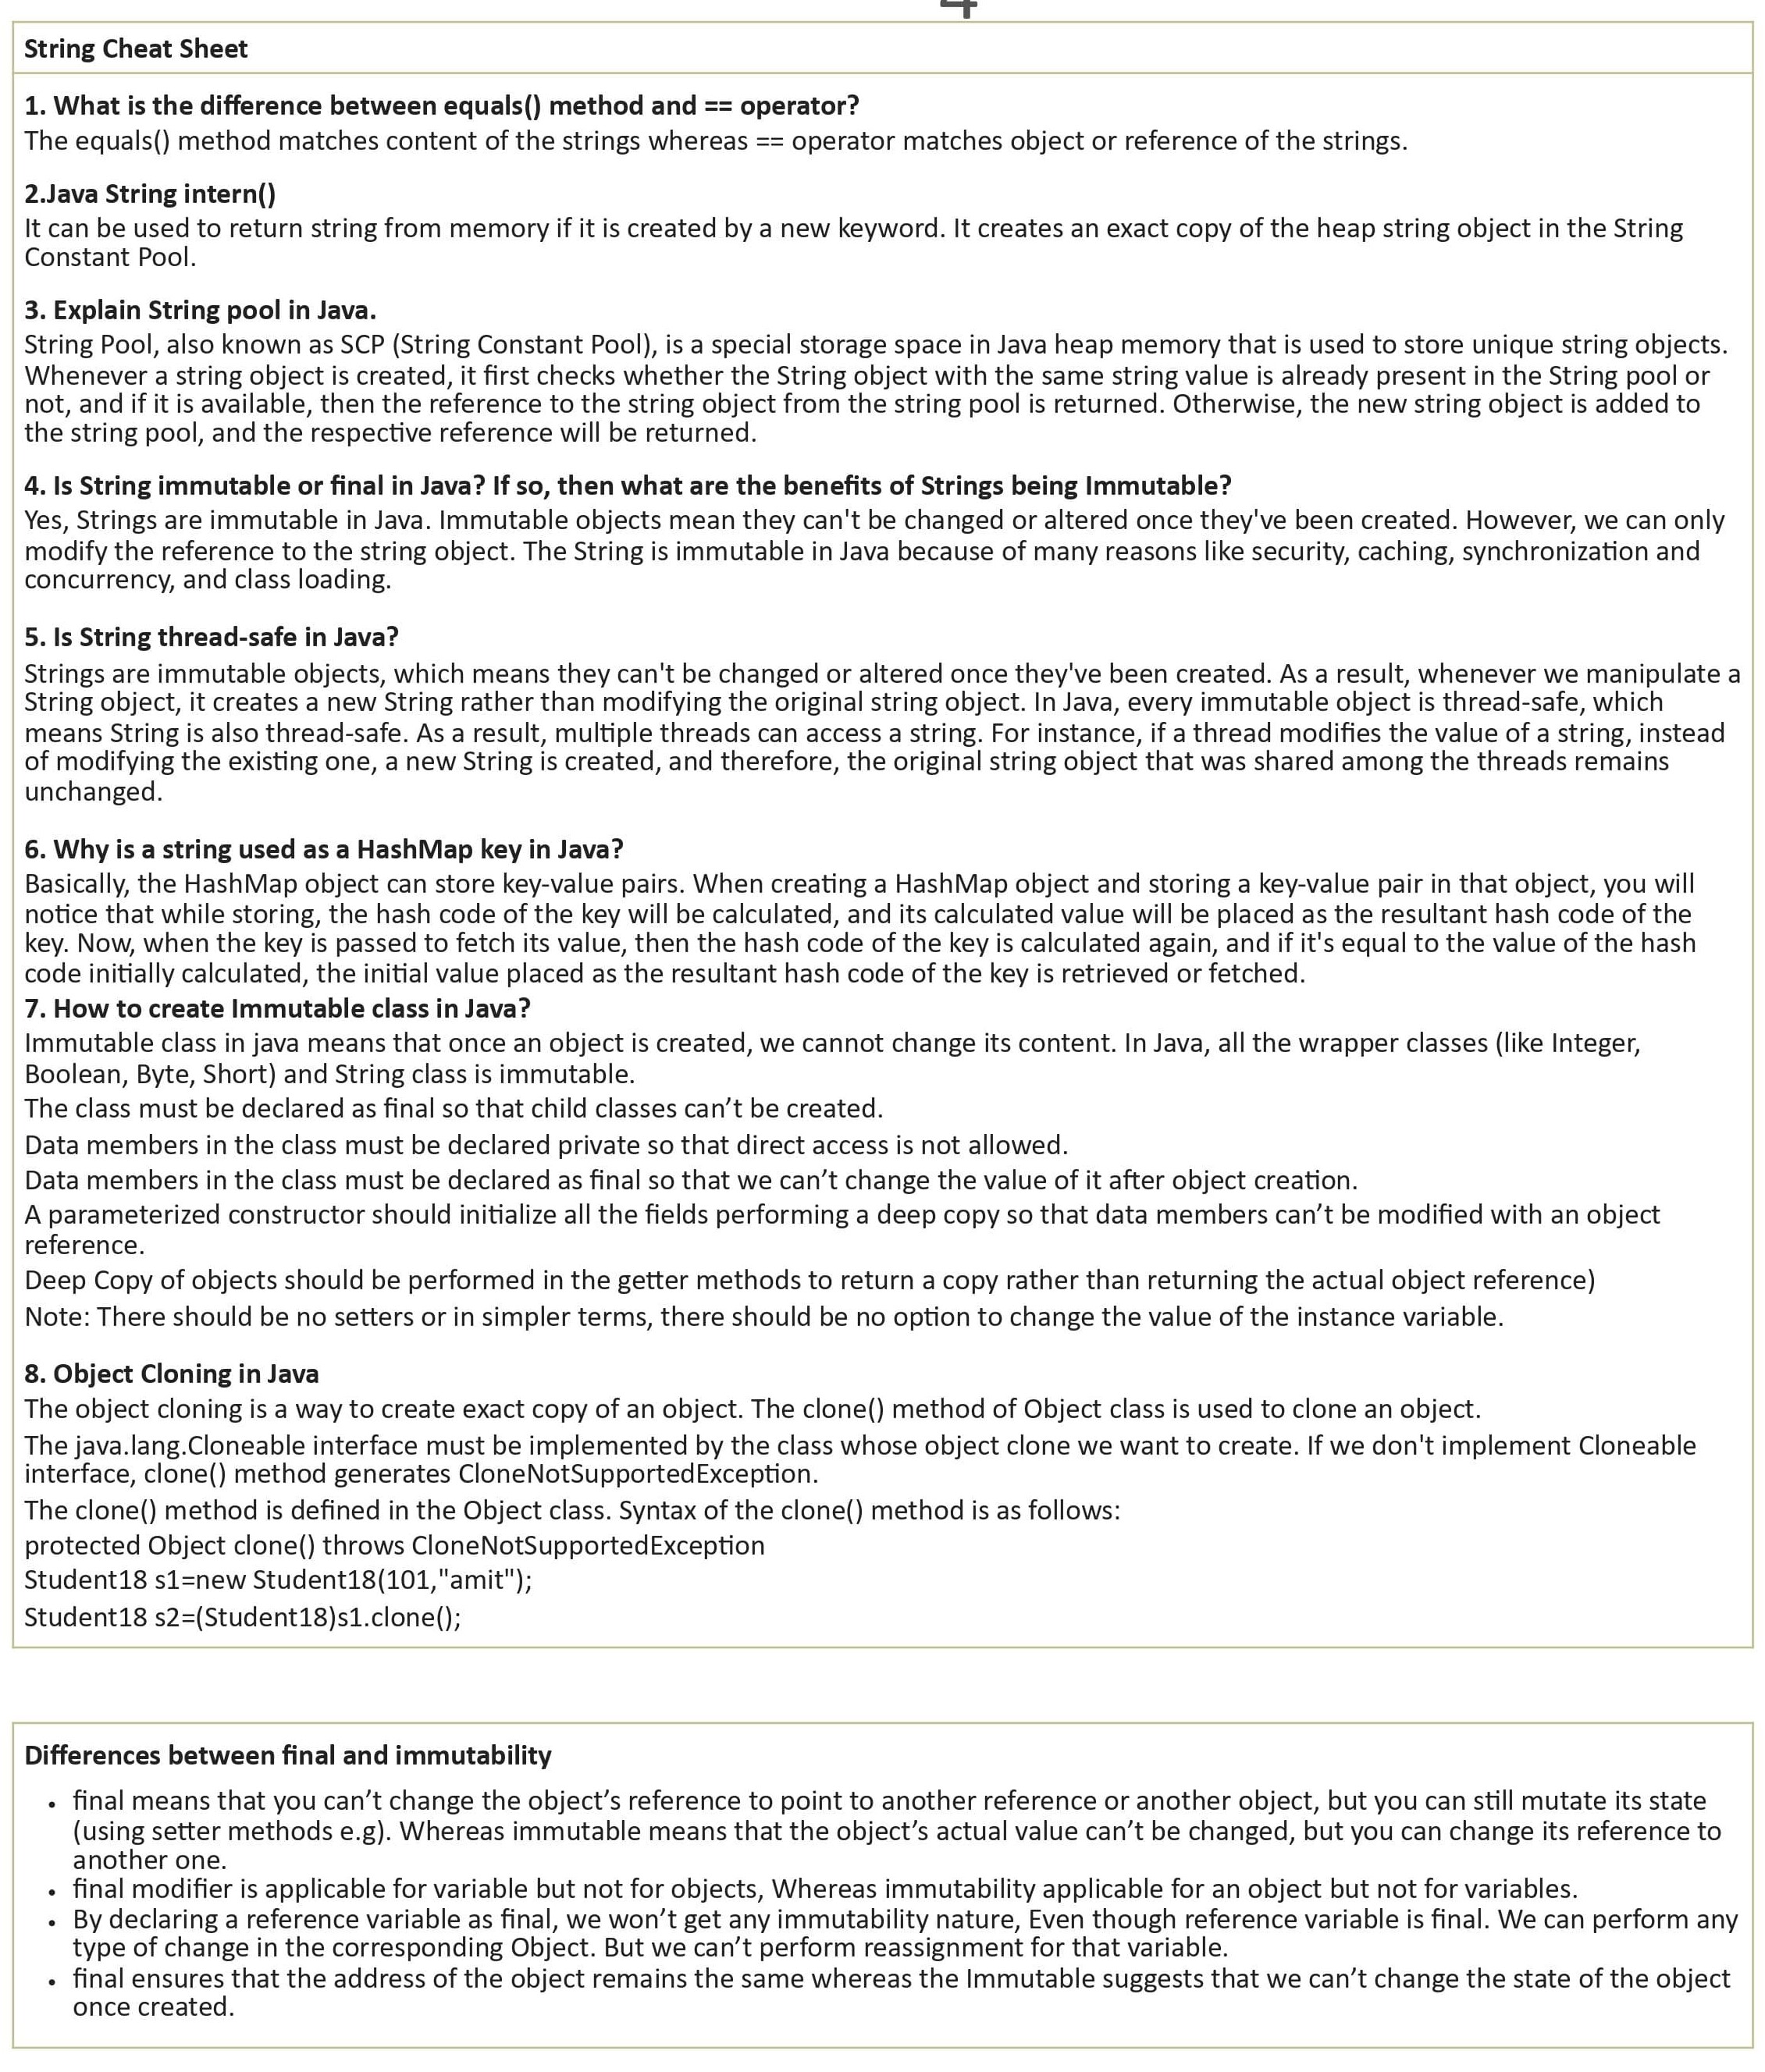 String Cheat Sheet
1. What is the difference between equals() method and == operator?
The equals() method matches content of the strings whereas == operator matches object or reference of the strings.
2.Java String intern()
It can be used to return string from memory if it is created by a new keyword. It creates an exact copy of the heap string object in the String
Constant Pool.
3. Explain String pool in Java.
String Pool, also known as SCP (String Constant Pool), is a special storage space in Java heap memory that is used to store unique string objects.
Whenever a string object is created, it first checks whether the String object with the same string value is already present in the String pool or
not, and if it is available, then the reference to the string object from the string pool is returned. Otherwise, the new string object is added to
the string pool, and the respective reference will be returned.
4. Is String immutable or final in Java? If so, then what are the benefits of Strings being Immutable?
Yes, Strings are immutable in Java. Immutable objects mean they can't be changed or altered once they've been created. However, we can only
modify the reference to the string object. The String is immutable in Java because of many reasons like security, caching, synchronization and
concurrency, and class loading.
5. Is String thread-safe in Java?
Strings are immutable objects, which means they can't be changed or altered once they've been created. As a result, whenever we manipulate a
String object, it creates a new String rather than modifying the original string object. In Java, every immutable object is thread-safe, which
means String is also thread-safe. As a result, multiple threads can access a string. For instance, if a thread modifies the value of a string, instead
of modifying the existing one, a new String is created, and therefore, the original string object that was shared among the threads remains
unchanged.
6. Why is a string used as a HashMap key in Java?
Basically, the HashMap object can store key-value pairs. When creating a HashMap object and storing a key-value pair in that object, you will
notice that while storing, the hash code of the key will be calculated, and its calculated value will be placed as the resultant hash code of the
key. Now, when the key is passed to fetch its value, then the hash code of the key is calculated again, and if it's equal to the value of the hash
code initially calculated, the initial value placed as the resultant hash code of the key is retrieved or fetched.
7. How to create Immutable class in Java?
Immutable class in java means that once an object is created, we cannot change its content. In Java, all the wrapper classes (like Integer,
Boolean, Byte, Short) and String class is immutable.
The class must be declared as final so that child classes can’t be created.
Data members in the class must be declared private so that direct access is not allowed.
Data members in the class must be declared as final so that we can’t change the value of it after object creation.
A parameterized constructor should initialize all the fields performing a deep copy so that data members can’t be modified with an object
reference.
Deep Copy of objects should be performed in the getter methods to return a copy rather than returning the actual object reference)
Note: There should be no setters or in simpler terms, there should be no option to change the value of the instance variable.
8. Object Cloning in Java
The object cloning is a way to create exact copy of an object. The clone() method of Object class is used to clone an object.
The java.lang.Cloneable interface must be implemented by the class whose object clone we want to create. If we don't implement Cloneable
interface, clone() method generates CloneNotSupportedException.
The clone() method is defined in the Object class. Syntax of the clone() method is as follows:
protected Object clone() throws CloneNotSupportedException
Student18 s1=new Student18(101,"amit");
Student18 s2=(Student18)s1.clone();
Differences between final and immutability
• final means that you can’t change the object’s reference to point to another reference or another object, but you can still mutate its state
(using setter methods e.g). Whereas immutable means that the object’s actual value can’t be changed, but you can change its reference to
another one.
• final modifier is applicable for variable but not for objects, Whereas immutability applicable for an object but not for variables.
• By declaring a reference variable as final, we won’t get any immutability nature, Even though reference variable is final. We can perform any
type of change in the corresponding Object. But we can’t perform reassignment for that variable.
• final ensures that the address of the object remains the same whereas the Immutable suggests that we can’t change the state of the object
once created.